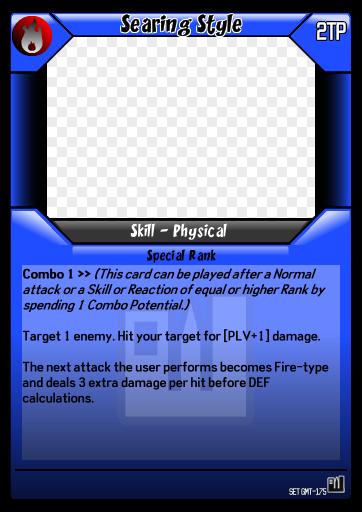 Searing Style
2TP
Skill - Physical
Special Rank
Combo 1 >> (This card can be played after a Normal
attack or a Skill or Reaction of equal or higher Rank by
spending 1 Combo Potential.)
Target 1 enemy. Hit your target for [PLV+1] damage.
The next attack the user performs becomes Fire-type
and deals 3 extra damage per hit before DEF
calculations.
SET GMT-175